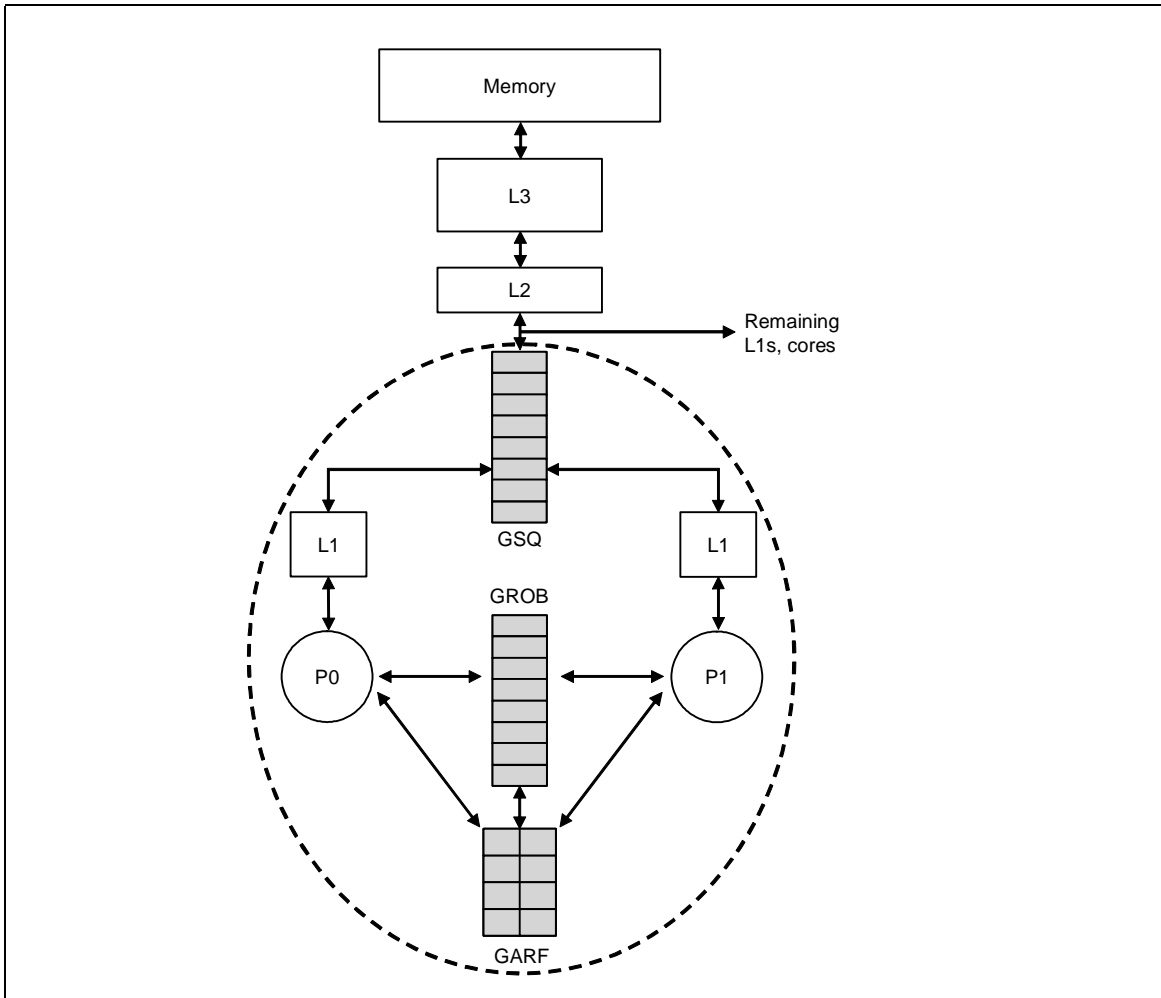 Memory
L3
L2
Remaining
L1s, cores
L1
L1
GSQ
GROB
P0
P1
GARF